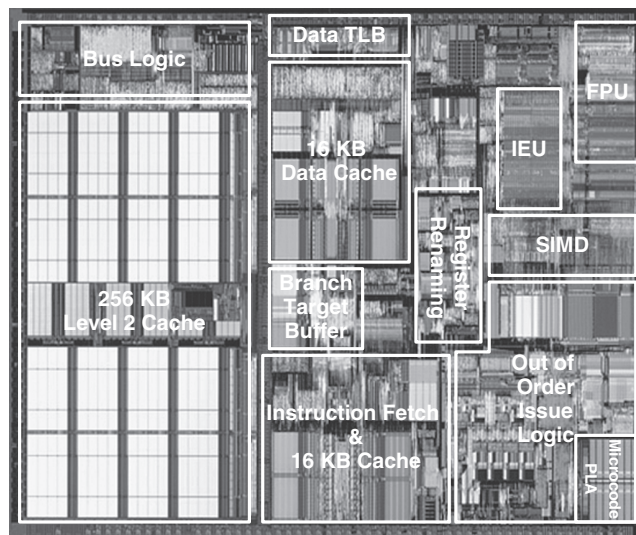 Bus Logic
Data TLB
FPU
16 KB
Data Cache
IEU
Register
Renaming
SIMD
256 KB
Level 2 Cache
Branch
Target
Buffer
Out of
Order
Issue
Logic
Instruction Fetch
&
16 KB Cache
Microcode
PLA